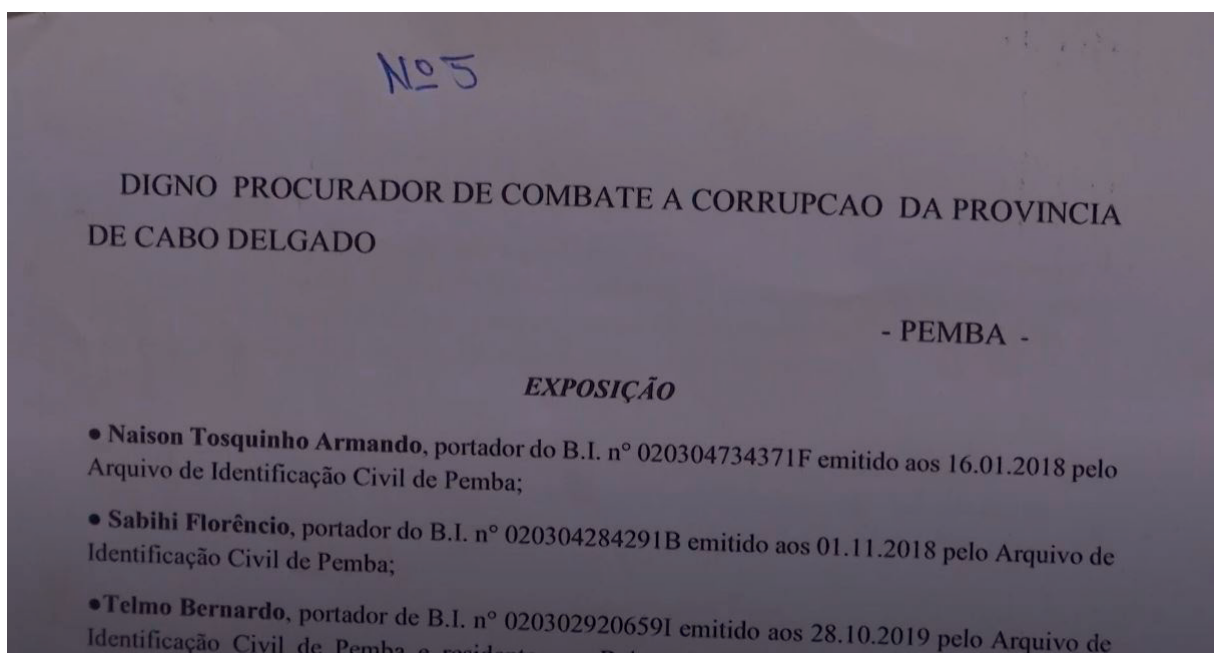 Nº 5
DIGNO PROCURADOR DE COMBATE A CORRUPCAO DA PROVINCIA
DE CABO DELGADO
- PEMBA -
EXPOSIÇÃO
● Naison Tosquinho Armando, portador do B.I. nº 020304734371F emitido aos 16.01.2018 pelo
Arquivo de Identificação Civil de Pemba;
● Sabihi Florêncio, portador do B.I. nº 020304284291B emitido aos 01.11.2018 pelo Arquivo de
Identificação Civil de Pemba;
●Telmo Bernardo, portador de B.I. nº 020302920659I emitido aos 28.10.2019 pelo Arquivo de
Identificação Civil de Pemba e